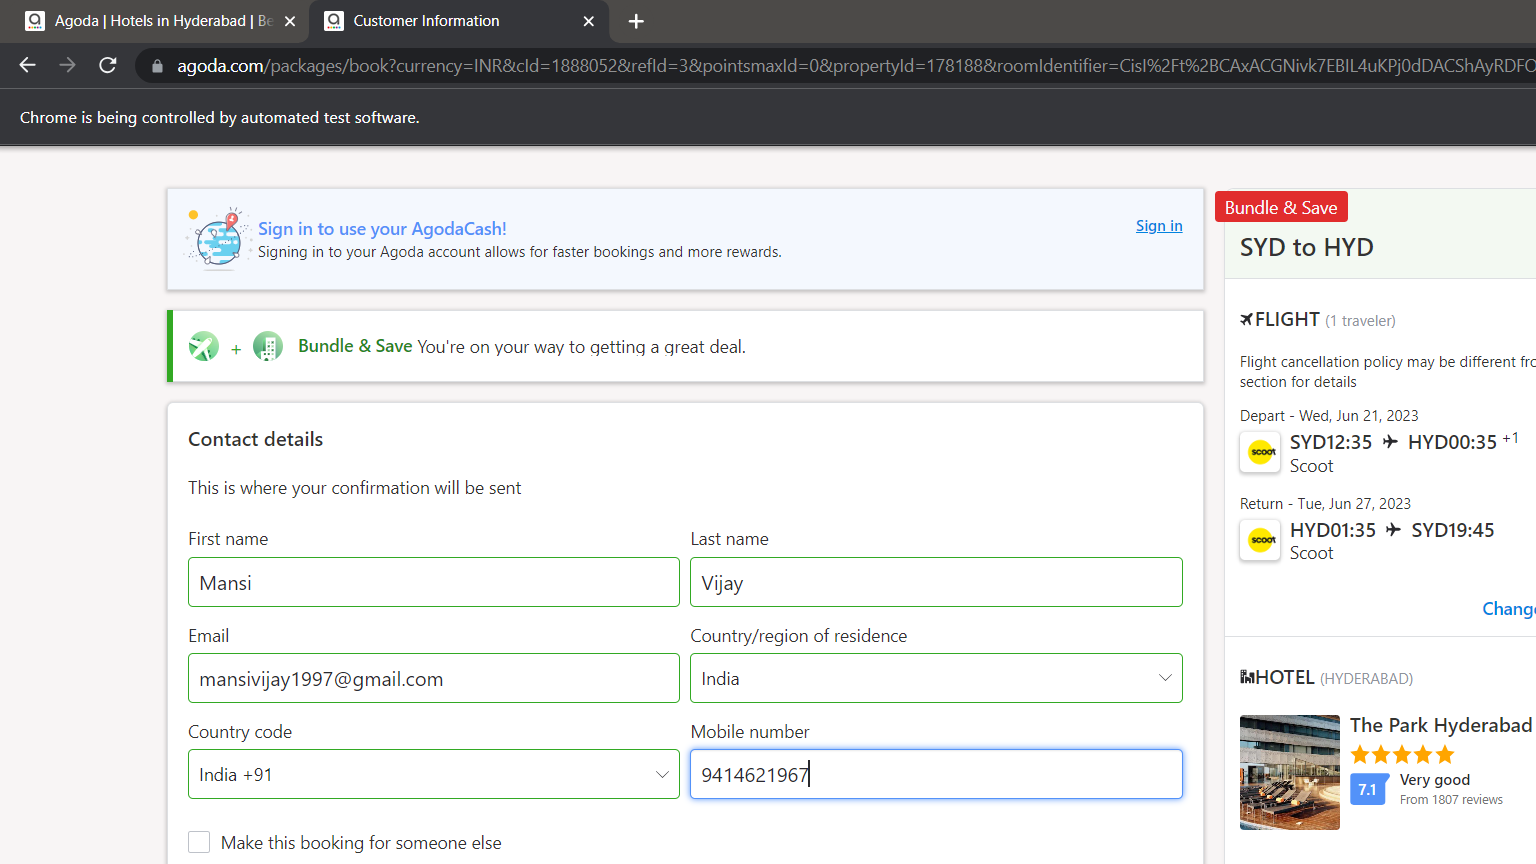 Agoda | Hotels in Hyderabad | Be
Customer Information
agoda.com/packages/book?currency=INR&cId=1888052&refId=3&pointsmaxId=0&propertyId=178188&roomIdentifier=CisI%2Ft%2BCAxACGNivk7EBIL4uKPj0dDACShAyRDFO
Chrome is being controlled by automated test software.
Sign in to use your AgodaCash!
Signing in to your Agoda account allows for faster bookings and more rewards.
Sign in
+ Bundle & Save You're on your way to getting a great deal.
Contact details
This is where your confirmation will be sent
First name
Last name
Mansi
Vijay
Email
Country/region of residence
mansivijay1997@gmail.com
India
Country code
Mobile number
India +91
9414621967
Make this booking for someone else
Bundle & Save
SYD to HYD
FLIGHT (1 traveler)
Flight cancellation policy may be different fro
section for details
Depart - Wed, Jun 21, 2023
SYD12:35 HYD00:35 +1
scoot
Scoot
Return - Tue, Jun 27, 2023
HYD01:35 SYD19:45
scoot
Scoot
Change
HOTEL (HYDERABAD)
The Park Hyderabad
7.1
Very good
From 1807 reviews